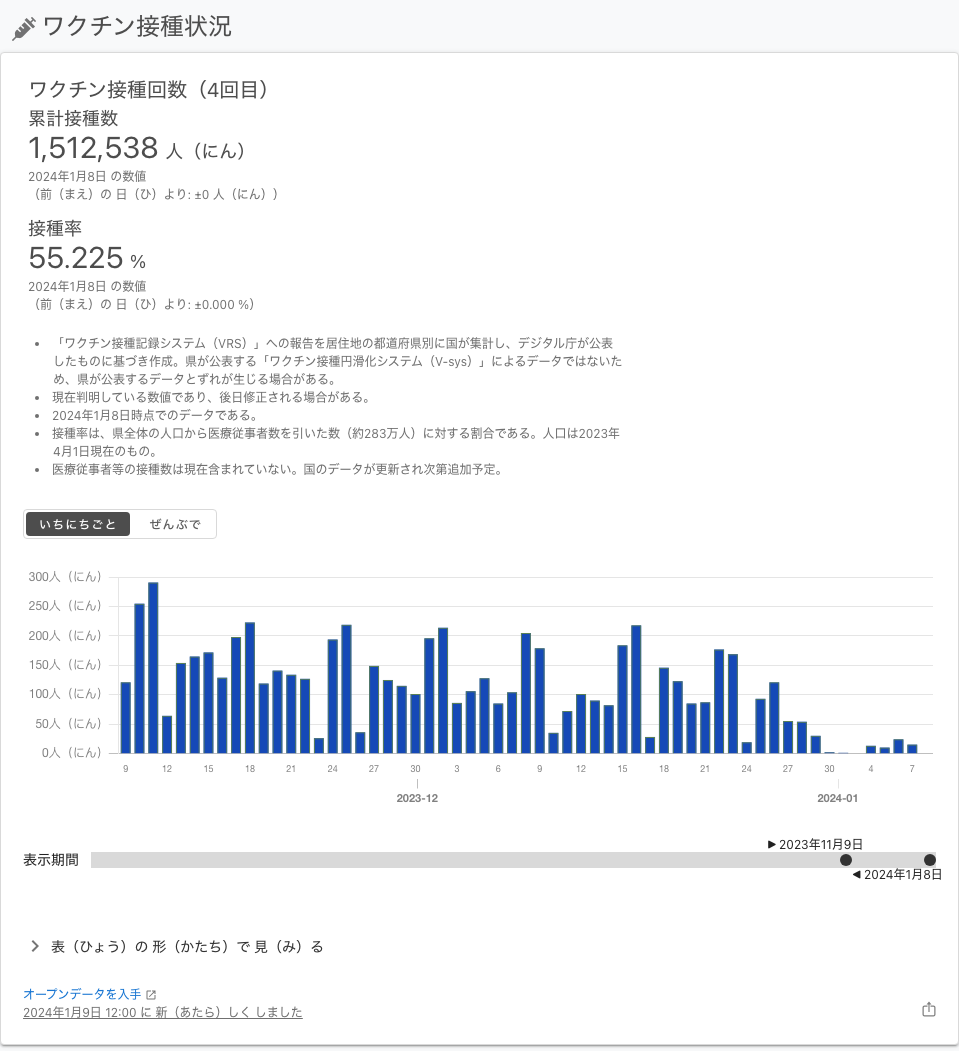 ワクチン接種状況
ワクチン接種回数（4回目）
累計接種数
1,512,538 人（にん）
2024年1月8日 の数値
（前（まえ）の 日（ひ）より: ±0 人（にん））
接種率
55.225 %
2024年1月8日 の数値
（前（まえ）の 日（ひ）より: ±0.000 %）
• 「ワクチン接種記録システム（VRS）」への報告を居住地の都道府県別に国が集計し、デジタル庁が公表
したものに基づき作成。県が公表する「ワクチン接種円滑化システム（V-sys）」によるデータではないた
め、県が公表するデータとずれが生じる場合がある。
• 現在判明している数値であり、後日修正される場合がある。
• 2024年1月8日時点でのデータである。
• 接種率は、県全体の人口から医療従事者数を引いた数（約283万人）に対する割合である。人口は2023年
4月1日現在のもの。
• 医療従事者等の接種数は現在含まれていない。国のデータが更新され次第追加予定。
いちにちごと ぜんぶで
300人（にん）
250人（にん）
200人（にん）
150人（にん）
100人（にん）
50人（にん）
0人（にん）
9 12 15 18 21 24 27 30 3 6 9 12 15 18 21 24 27 30 4 7
2023-12 2024-01
▶ 2023年11月9日
表示期間
◀ 2024年1月8日
表（ひょう）の 形（かたち）で 見（み）る
オープンデータを入手
2024年1月9日 12:00 に 新（あたら）しく しました